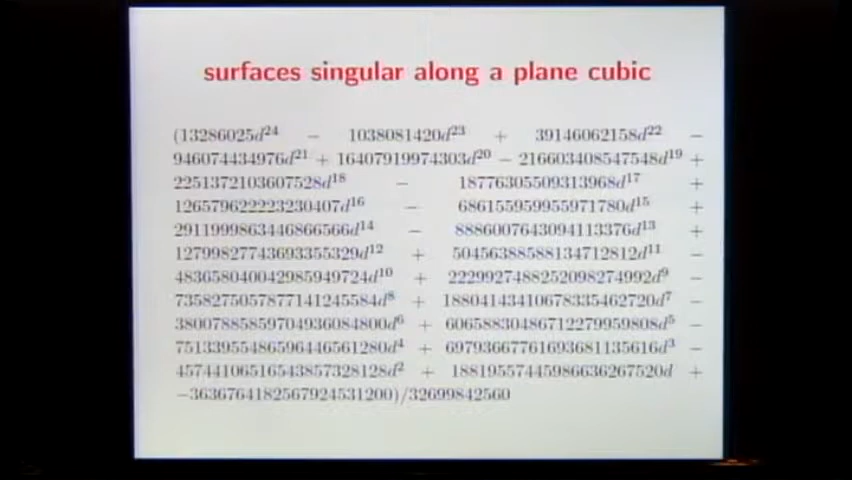 surfaces singular along a plane cubic
(13286025d^24 − 1038081420d^23 + 39146062158d^22 −
946074434976d^21 + 16407919974303d^20 − 216603408547548d^19 +
2251372103607528d^18 − 18776305509313968d^17 +
126579622223230407d^16 − 686155959955971780d^15 +
2911999863446866566d^14 − 8886007643094113376d^13 +
12799827743693355329d^12 + 50456388588134712812d^11 −
483658040042985949724d^10 + 2229927488252098274992d^9 −
7358275057877141245584d^8 + 18804143410678335462720d^7 −
38007885859704936084800d^6 + 60658830486712279959808d^5 −
75133955486596446561280d^4 + 69793667761693681135616d^3 −
45744106516543857328128d^2 + 18819557445986636267520d +
−3636764182567924531200)/32699842560